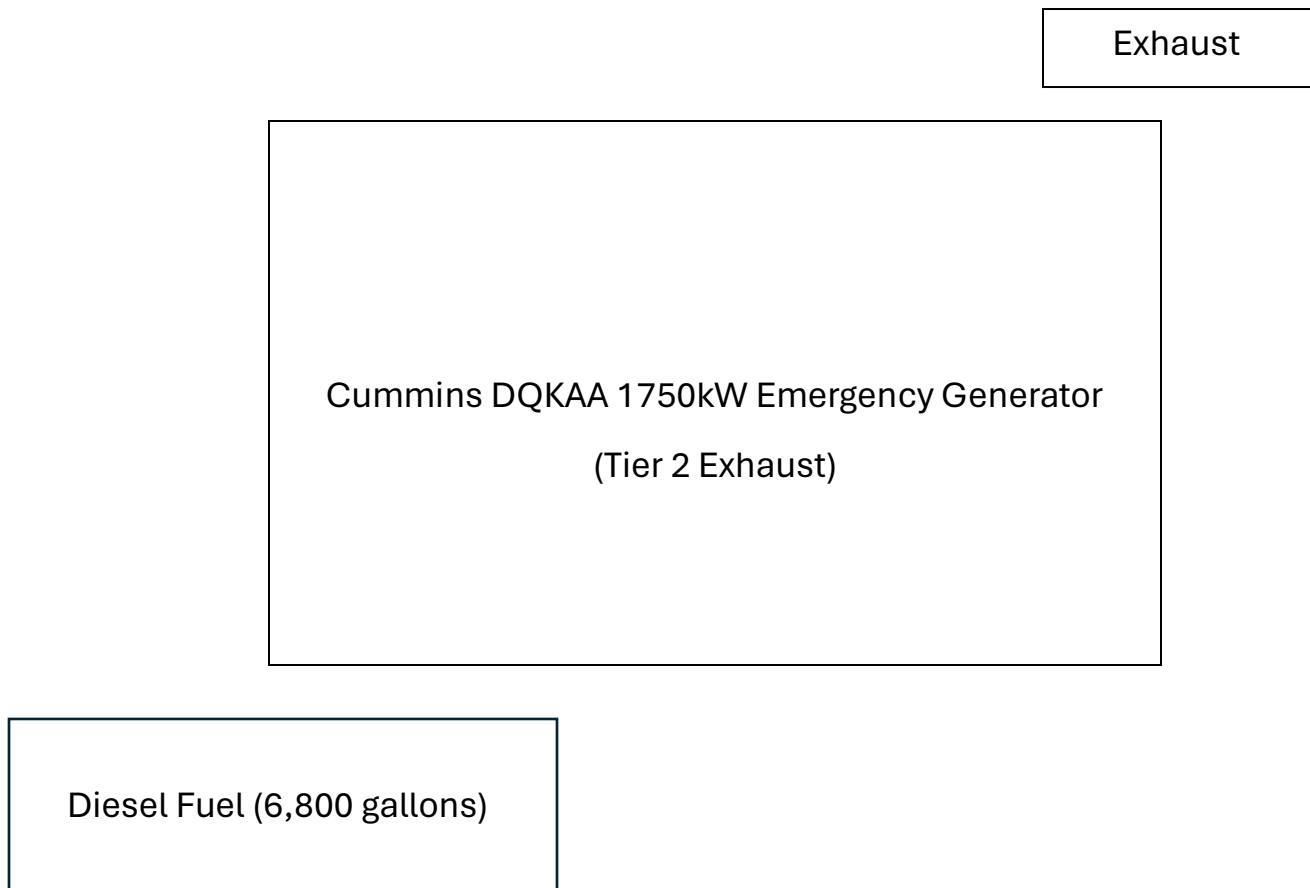 Exhaust
Cummins DQKAA 1750kW Emergency Generator
(Tier 2 Exhaust)
Diesel Fuel (6,800 gallons)